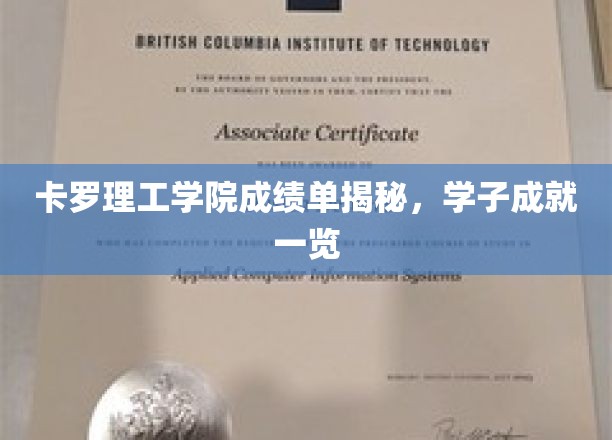 BRITISH COLUMBIA INSTITUTE OF TECHNOLOGY
THE BOARD OF GOVERNORS AND THE PRESIDENT,
BY THE AUTHORITY VESTED IN THEM, CERTIFY THAT THE
Associate Certificate
卡罗理工学院成绩单揭秘，学子成就
一览
Applied Computer Information Systems